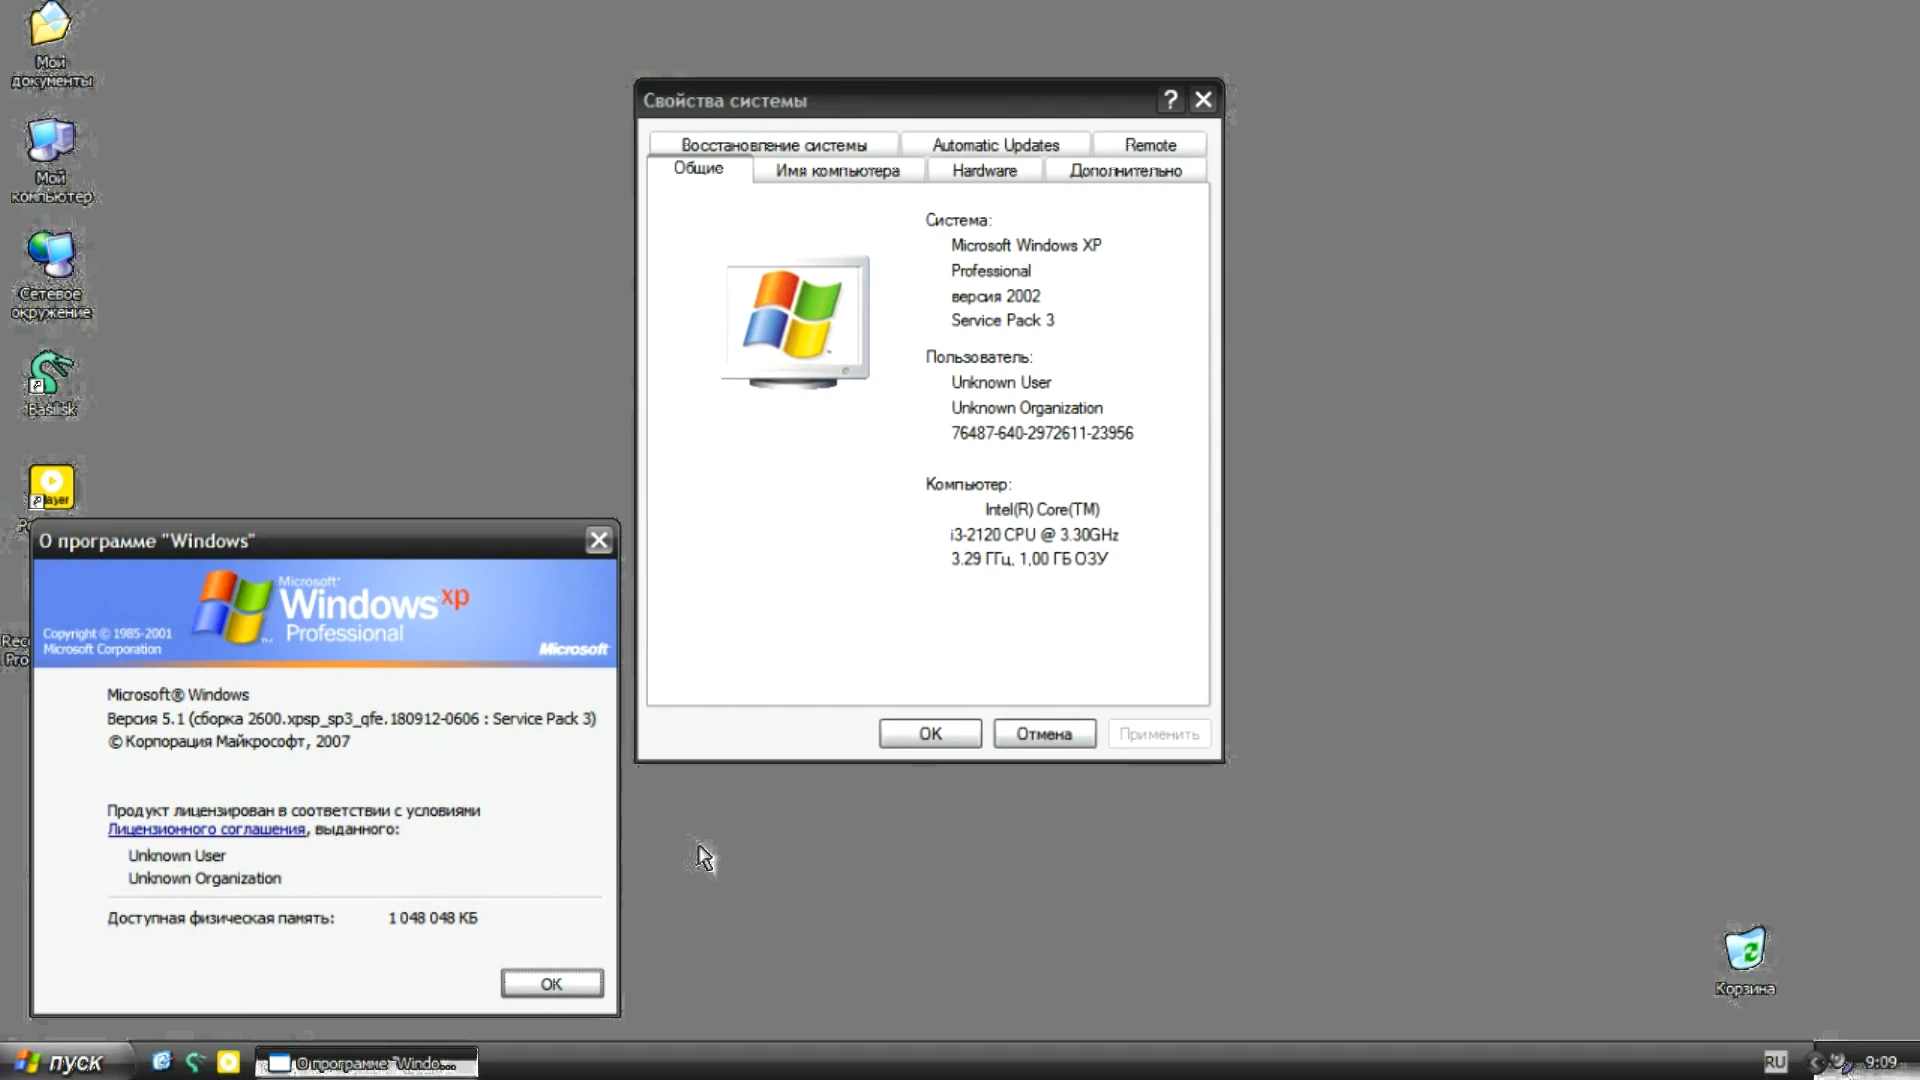 Мои
документы
Мой
компьютер
Сетевое
окружение
Basilisk
Свойства системы
Восстановление системы
Automatic Updates
Remote
Общие
Имя компьютера
Hardware
Дополнительно
Система:
Microsoft Windows XP
Professional
версия 2002
Service Pack 3
Пользователь:
Unknown User
Unknown Organization
76487-640-2972611-23956
Компьютер:
Intel(R) Core(TM)
i3-2120 CPU @ 3.30GHz
3.29 ГГц, 1,00 ГБ ОЗУ
OK
Отмена
Применить
О программе "Windows"
Microsoft
Windows xp
Professional
Copyright © 1985-2001
Microsoft Corporation
Microsoft
Microsoft® Windows
Версия 5.1 (сборка 2600.xpsp_sp3_qfe.180912-0606 : Service Pack 3)
© Корпорация Майкрософт, 2007
Продукт лицензирован в соответствии с условиями
Лицензионного соглашения, выданного:
Unknown User
Unknown Organization
Доступная физическая память: 1 048 048 КБ
OK
Корзина
пуск
О программе "Windo...
RU
9:09